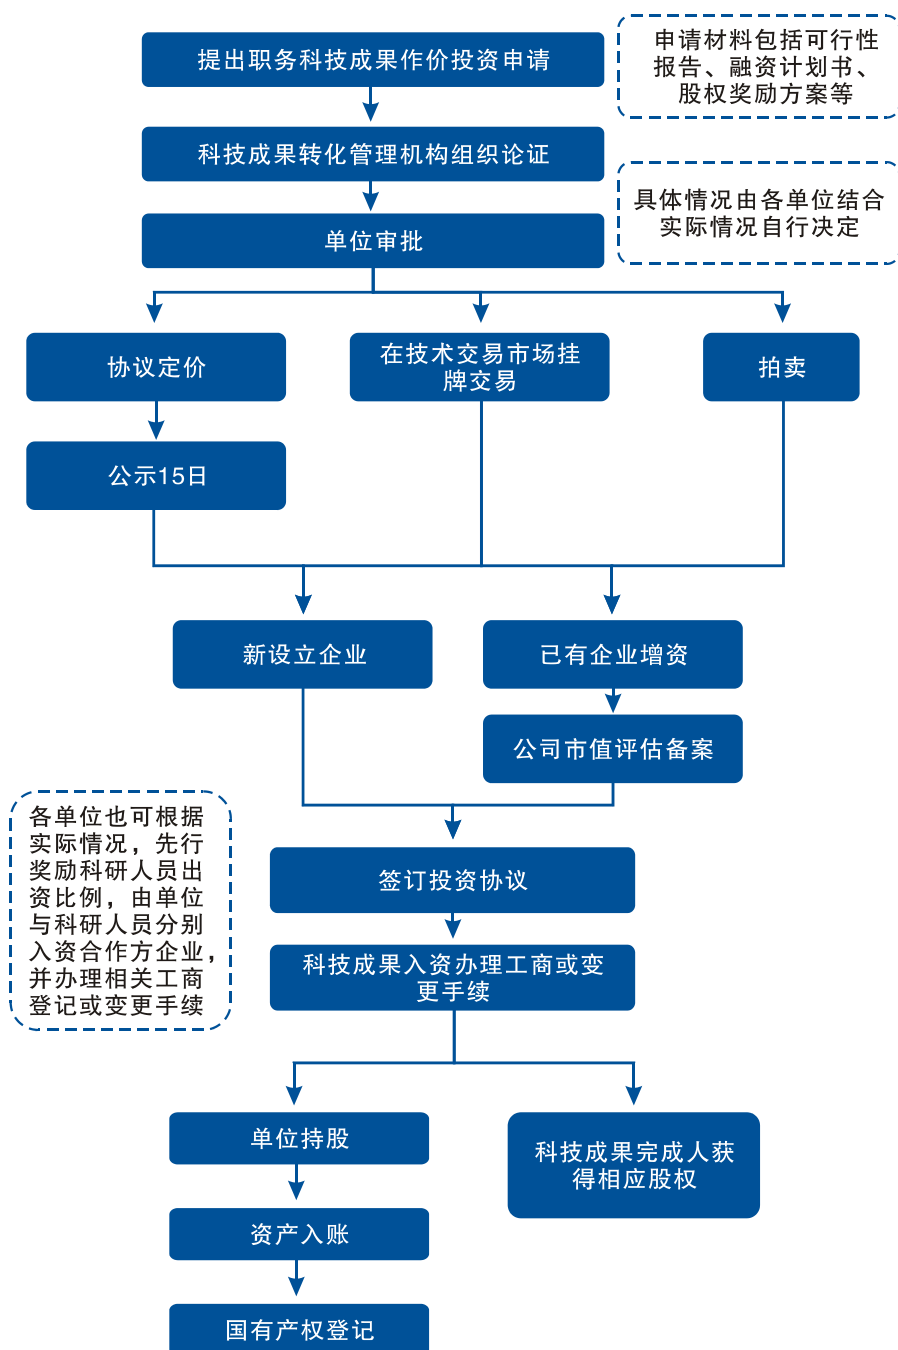 提出职务科技成果作价投资申请
申请材料包括可行性
报告、融资计划书、
股权奖励方案等
科技成果转化管理机构组织论证
具体情况由各单位结合
实际情况自行决定
单位审批
协议定价
在技术交易市场挂
牌交易
拍卖
公示15日
新设立企业
已有企业增资
公司市值评估备案
各单位也可根据
实际情况，先行
奖励科研人员出
资比例，由单位
与科研人员分别
入资合作方企业，
并办理相关工商
登记或变更手续
签订投资协议
科技成果入资办理工商或变
更手续
单位持股
科技成果完成人获
得相应股权
资产入账
国有产权登记